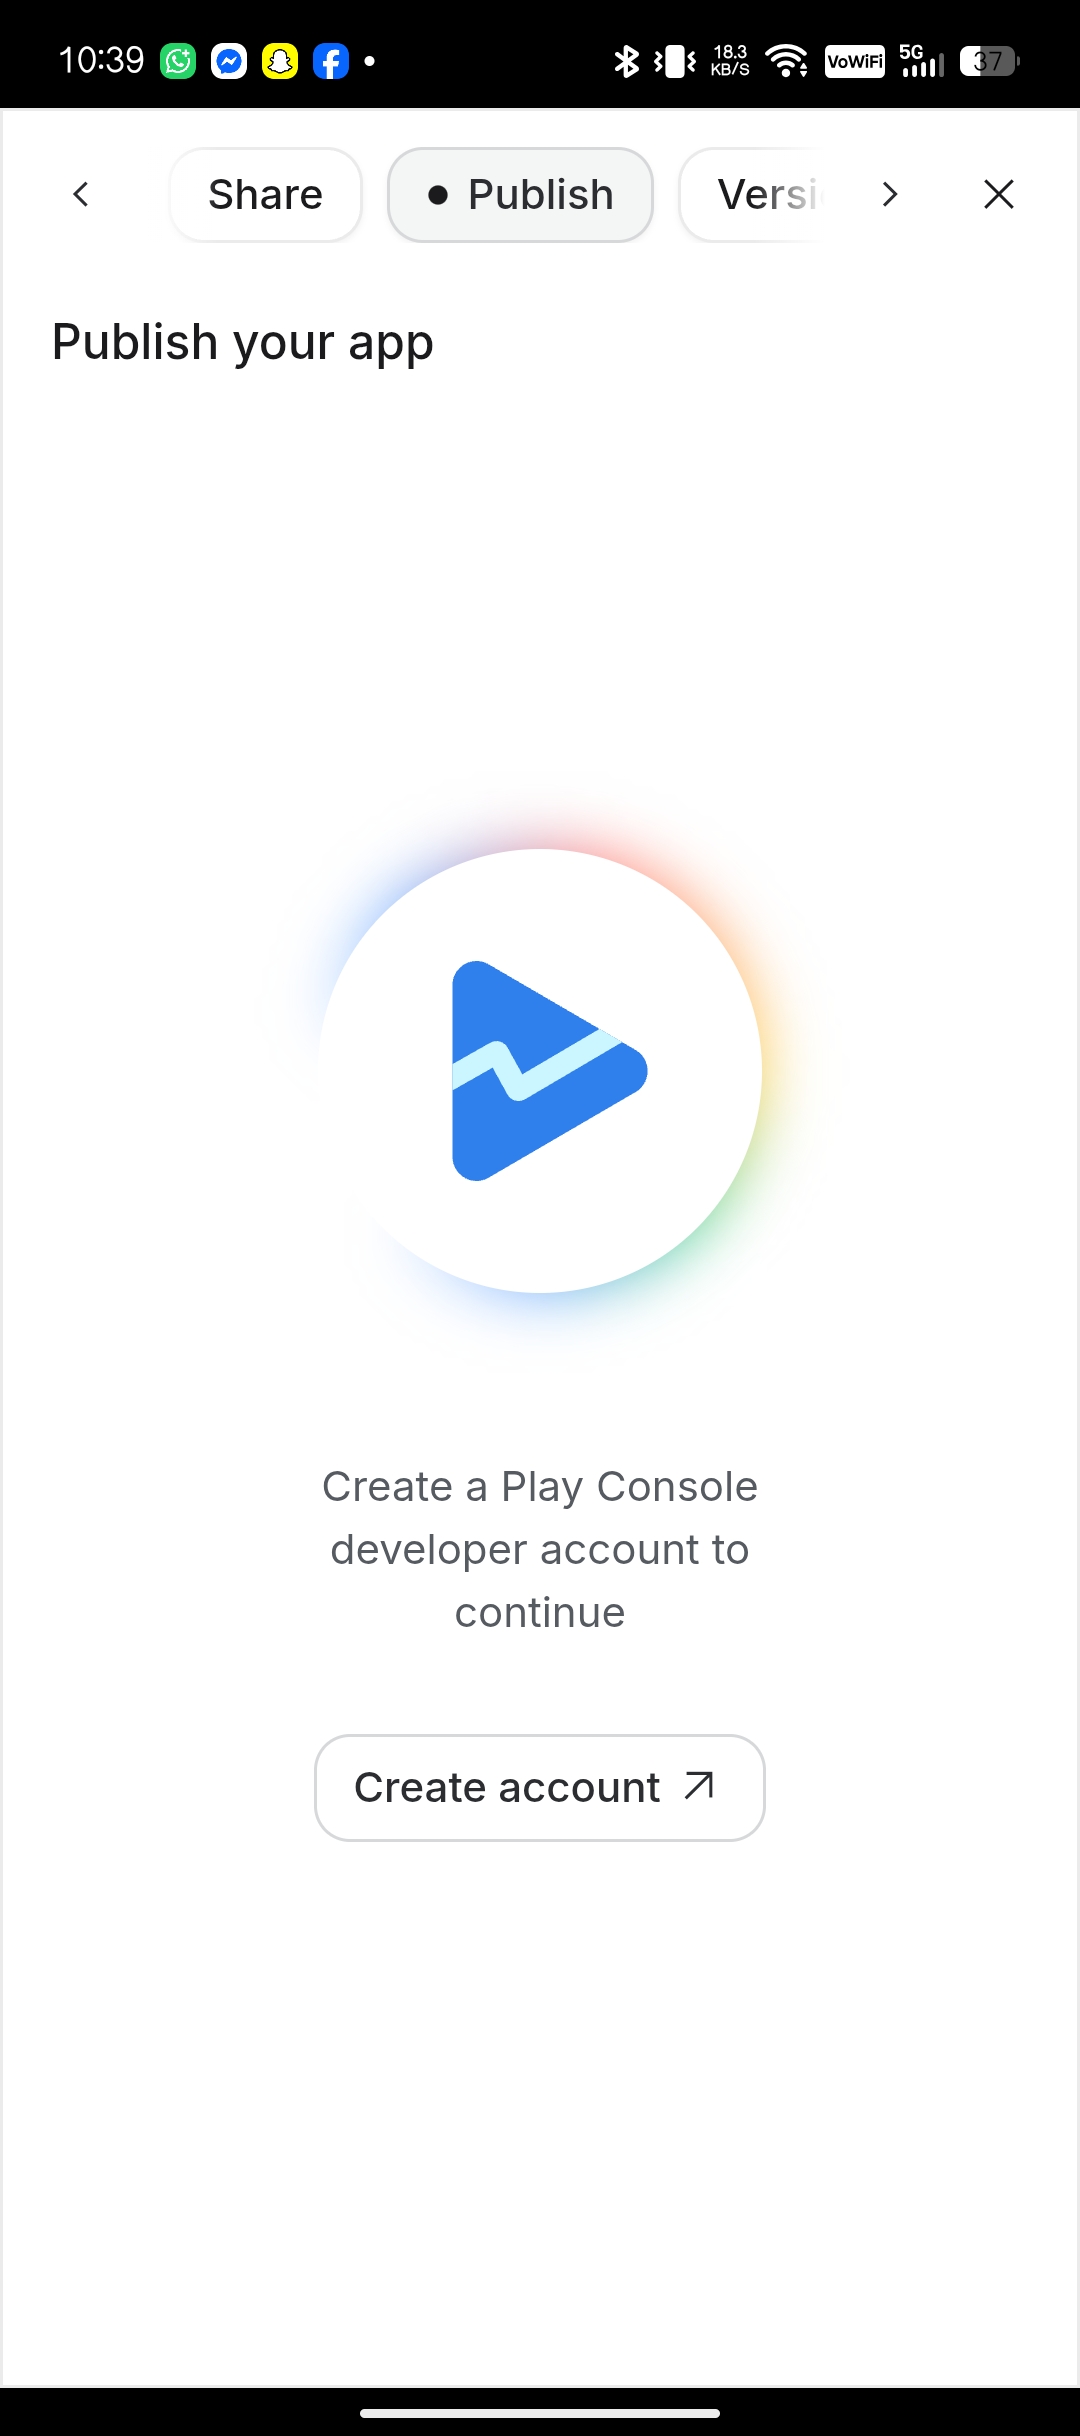 10:39
18.3
KB/S
VoWiFi
5G
37
Share
Publish
Publish your app
Create a Play Console
developer account to
continue
Create account